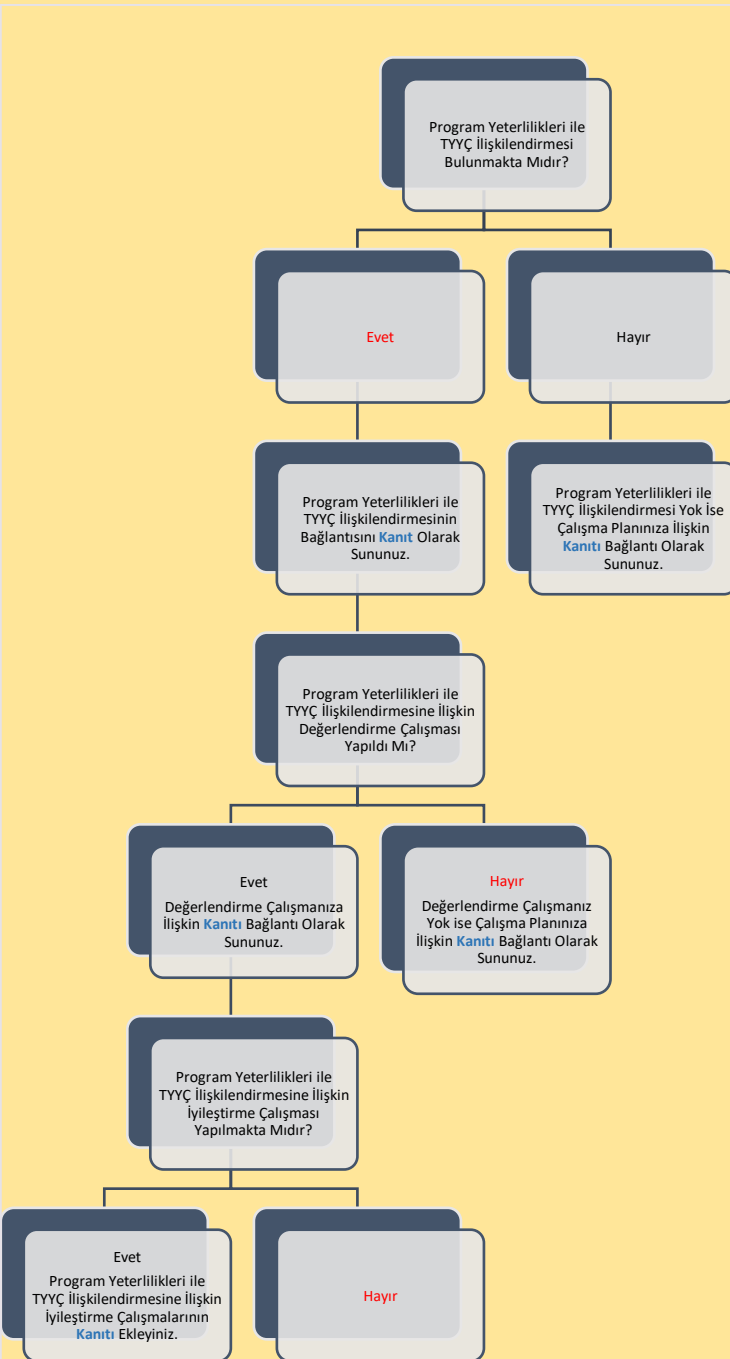 Program Yeterlilikleri ile
TYYÇ İlişkilendirmesi
Bulunmakta Mıdır?
Evet
Hayır
Program Yeterlilikleri ile
TYYÇ İlişkilendirmesinin
Bağlantısını Kanıt Olarak
Sununuz.
Program Yeterlilikleri ile
TYYÇ İlişkilendirmesi Yok İse
Çalışma Planınıza İlişkin
Kanıtı Bağlantı Olarak
Sununuz.
Program Yeterlilikleri ile
TYYÇ İlişkilendirmesine İlişkin
Değerlendirme Çalışması
Yapıldı Mı?
Evet
Değerlendirme Çalışmanıza
İlişkin Kanıtı Bağlantı Olarak
Sununuz.
Hayır
Değerlendirme Çalışmanız
Yok ise Çalışma Planınıza
İlişkin Kanıtı Bağlantı Olarak
Sununuz.
Program Yeterlilikleri ile
TYYÇ İlişkilendirmesine İlişkin
İyileştirme Çalışması
Yapılmakta Mıdır?
Evet
Program Yeterlilikleri ile
TYYÇ İlişkilendirmesine İlişkin
İyileştirme Çalışmalarının
Kanıtı Ekleyiniz.
Hayır